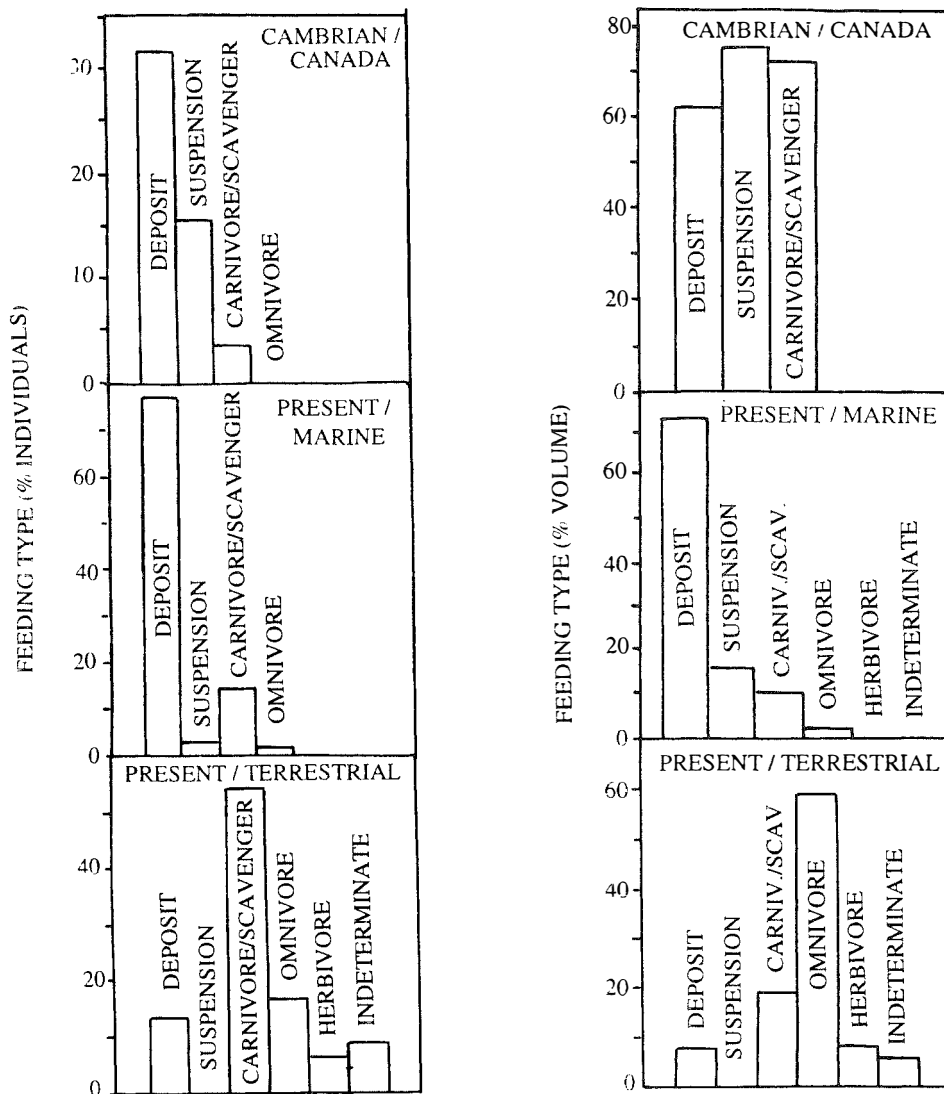 FEEDING TYPE (% INDIVIDUALS)
CAMBRIAN /
CANADA
30
20
10
0
DEPOSIT
SUSPENSION
CARNIVORE/SCAVENGER
OMNIVORE
PRESENT /
MARINE
60
40
20
0
DEPOSIT
SUSPENSION
CARNIVORE/SCAVENGER
OMNIVORE
PRESENT / TERRESTRIAL
40
20
0
DEPOSIT
SUSPENSION
CARNIVORE/SCAVENGER
OMNIVORE
HERBIVORE
INDETERMINATE
FEEDING TYPE (% VOLUME)
CAMBRIAN / CANADA
80
60
40
20
0
DEPOSIT
SUSPENSION
CARNIVORE/SCAVENGER
PRESENT / MARINE
60
40
20
0
DEPOSIT
SUSPENSION
CARNIV./SCAV.
OMNIVORE
HERBIVORE
INDETERMINATE
PRESENT / TERRESTRIAL
60
40
20
0
DEPOSIT
SUSPENSION
CARNIV./SCAV
OMNIVORE
HERBIVORE
INDETERMINATE